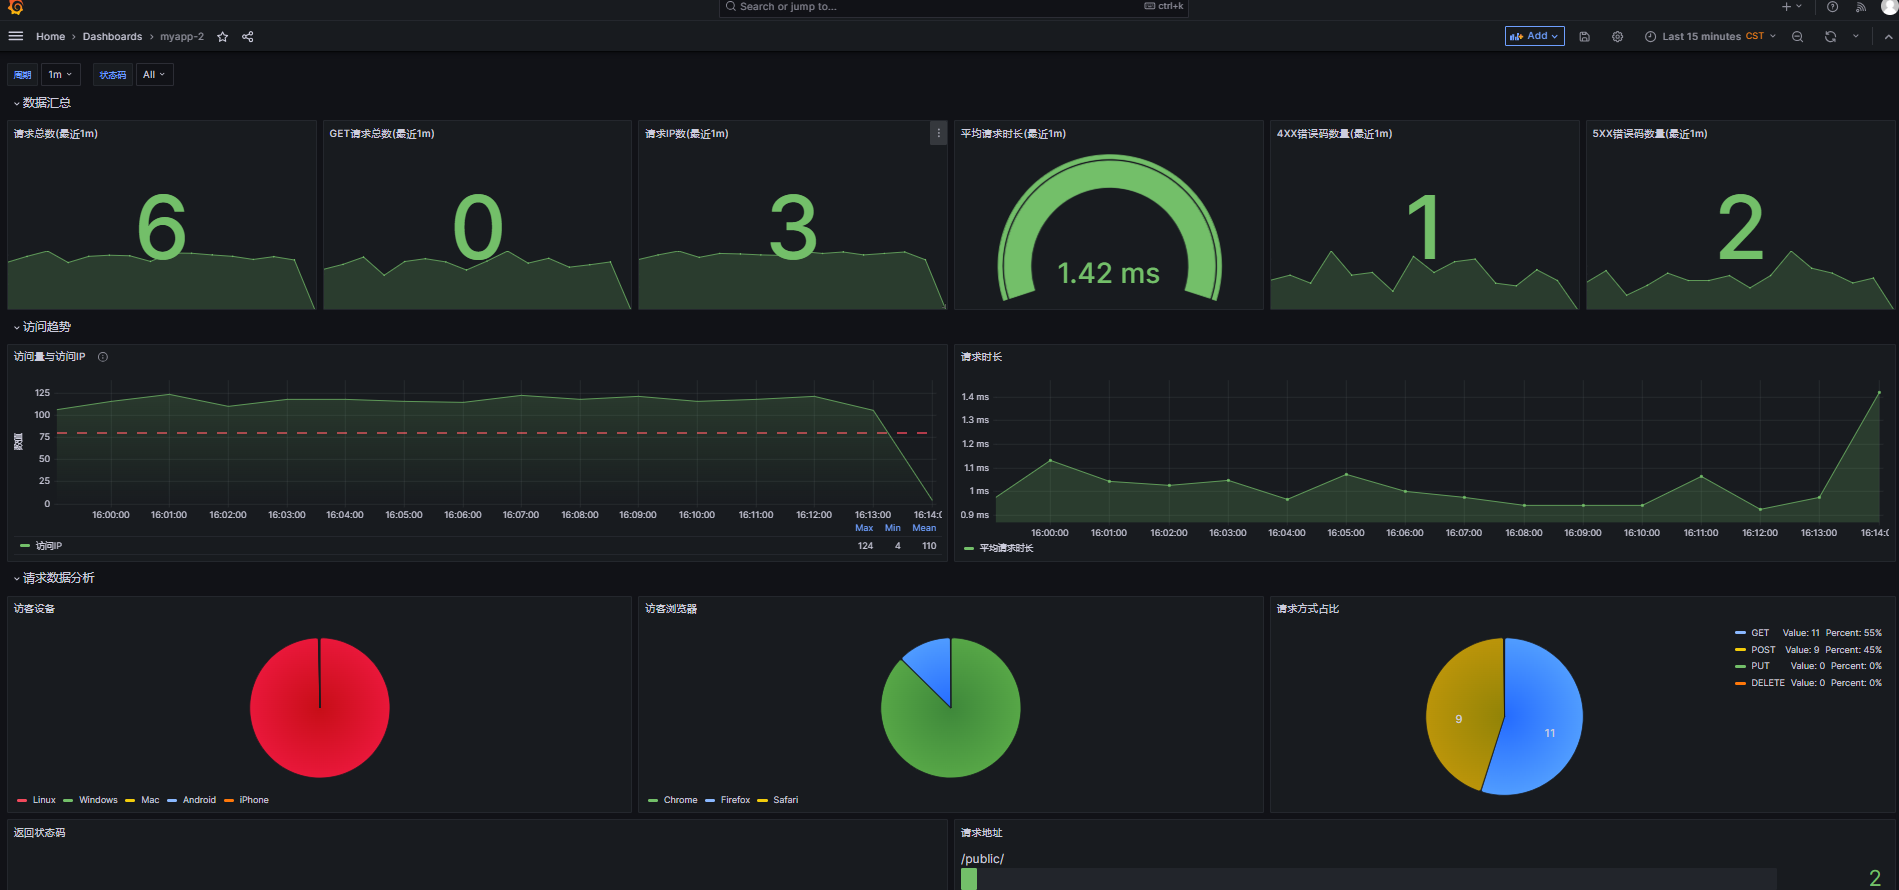 Search or jump to... ctrl+k
Home › Dashboards › myapp-2 Add Last 15 minutes CST
周期 1m 状态码 All
数据汇总
请求总数(最近1m) GET请求总数(最近1m) 请求IP数(最近1m) 平均请求时长(最近1m) 4XX错误码数量(最近1m) 5XX错误码数量(最近1m)
6 0 3 1.42 ms 1 2
访问趋势
访问量与访问IP
数值
125
100
75
50
25
0
16:00:00 16:01:00 16:02:00 16:03:00 16:04:00 16:05:00 16:06:00 16:07:00 16:08:00 16:09:00 16:10:00 16:11:00 16:12:00 16:13:00 16:14:0
Max Min Mean
访问IP 124 4 110
请求时长
1.4 ms
1.3 ms
1.2 ms
1.1 ms
1 ms
0.9 ms
16:00:00 16:01:00 16:02:00 16:03:00 16:04:00 16:05:00 16:06:00 16:07:00 16:08:00 16:09:00 16:10:00 16:11:00 16:12:00 16:13:00 16:14:0
平均请求时长
请求数据分析
访客设备
Linux Windows Mac Android iPhone
访客浏览器
Chrome Firefox Safari
请求方式占比
GET Value: 11 Percent: 55%
POST Value: 9 Percent: 45%
PUT Value: 0 Percent: 0%
DELETE Value: 0 Percent: 0%
9
11
返回状态码
请求地址
/public/
2